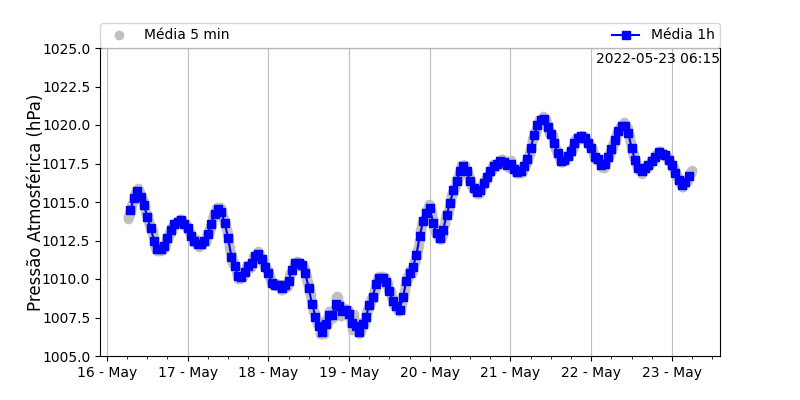 Média 5 min
Média 1h
2022-05-23 06:15
Pressão Atmosférica (hPa)
1025.0
1022.5
1020.0
1017.5
1015.0
1012.5
1010.0
1007.5
1005.0
16 - May
17 - May
18 - May
19 - May
20 - May
21 - May
22 - May
23 - May